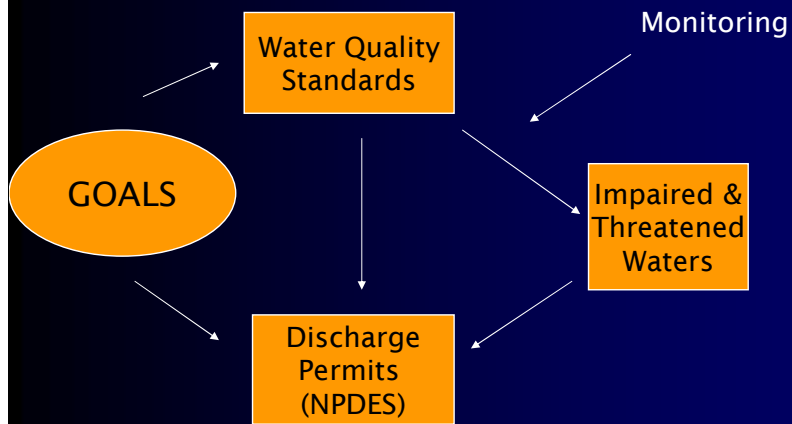 Monitoring
Water Quality
Standards
GOALS
Impaired &
Threatened
Waters
Discharge
Permits
(NPDES)